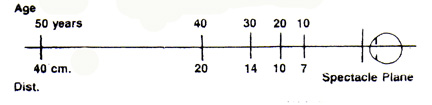 Age
50 years 40 30 20 10
40 cm. 20 14 10 7
Spectacle Plane
Dist.